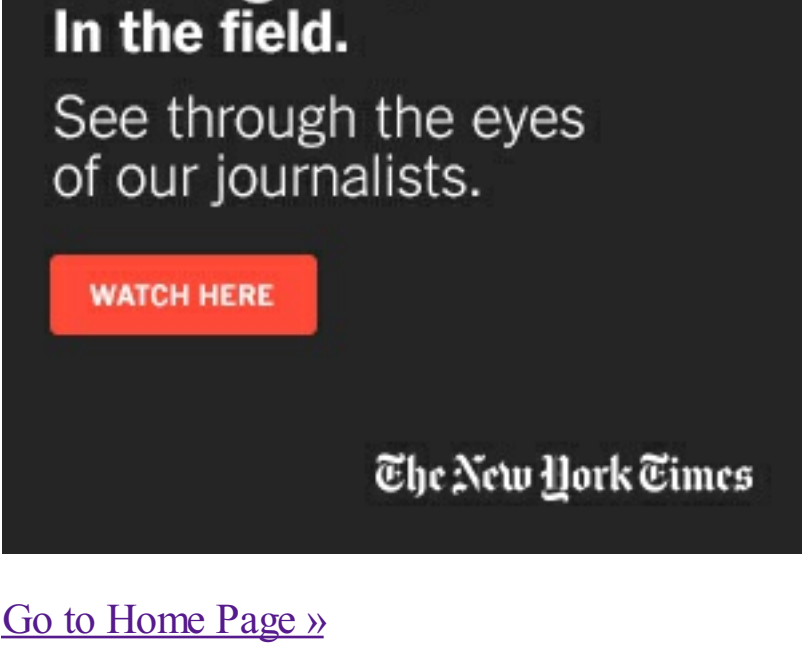 In the field.
See through the eyes
of our journalists.
WATCH HERE
The New York Times
Go to Home Page »